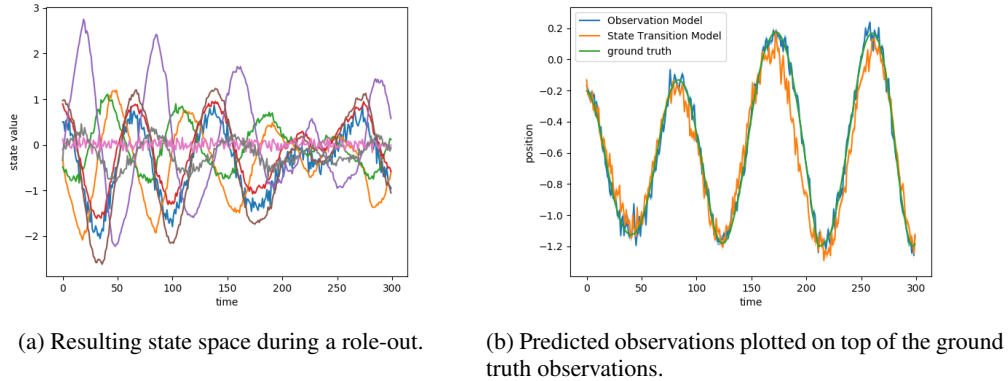 3
2
1
0
−1
−2
state value
0
50
100
150
200
250
300
time
(a) Resulting state space during a role-out.
Observation Model
State Transition Model
ground truth
0.2
0.0
−0.2
−0.4
−0.6
−0.8
−1.0
−1.2
position
0
50
100
150
200
250
300
time
(b) Predicted observations plotted on top of the ground
truth observations.